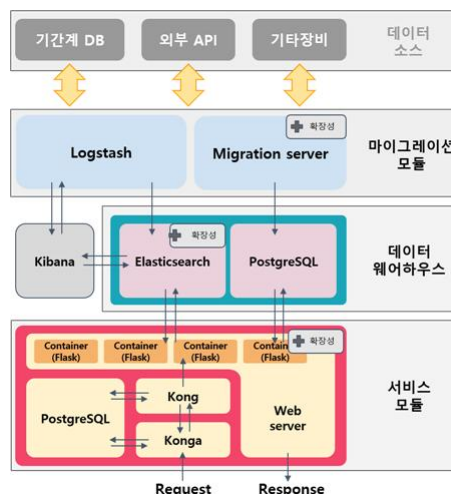 기간계 DB
외부 API
기타장비
데이터
소스
확장성
Logstash
Migration server
마이그레이션
모듈
확장성
Kibana
Elasticsearch
PostgreSQL
데이터
웨어하우스
확장성
Container
(Flask)
Container
(Flask)
Container
(Flask)
Contain
(Flask)
PostgreSQL
Kong
Konga
Web
server
서비스
모듈
Request
Response